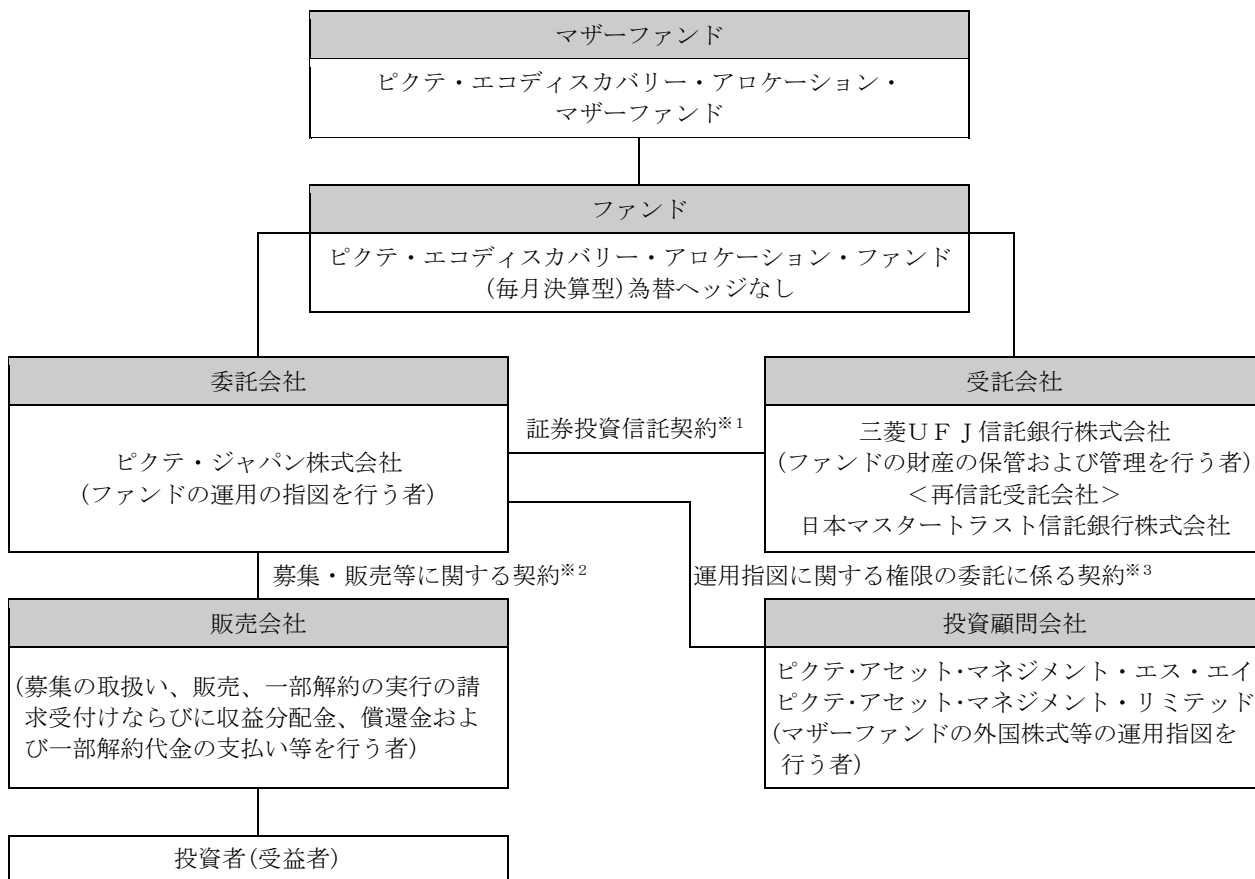 マザーファンド
ピクテ・エコディスカバリー・アロケーション・
マザーファンド
ファンド
ピクテ・エコディスカバリー・アロケーション・ファンド
(毎月決算型)為替ヘッジなし
委託会社
ピクテ・ジャパン株式会社
(ファンドの運用の指図を行う者)
証券投資信託契約※1
受託会社
三菱UFJ信託銀行株式会社
(ファンドの財産の保管および管理を行う者)
<再信託受託会社>
日本マスタートラスト信託銀行株式会社
募集・販売等に関する契約※2
運用指図に関する権限の委託に係る契約※3
販売会社
(募集の取扱い、販売、一部解約の実行の請
求受付けならびに収益分配金、償還金およ
び一部解約代金の支払い等を行う者)
投資顧問会社
ピクテ・アセット・マネジメント・エス・エイ
ピクテ・アセット・マネジメント・リミテッド
(マザーファンドの外国株式等の運用指図を
行う者)
投資者(受益者)